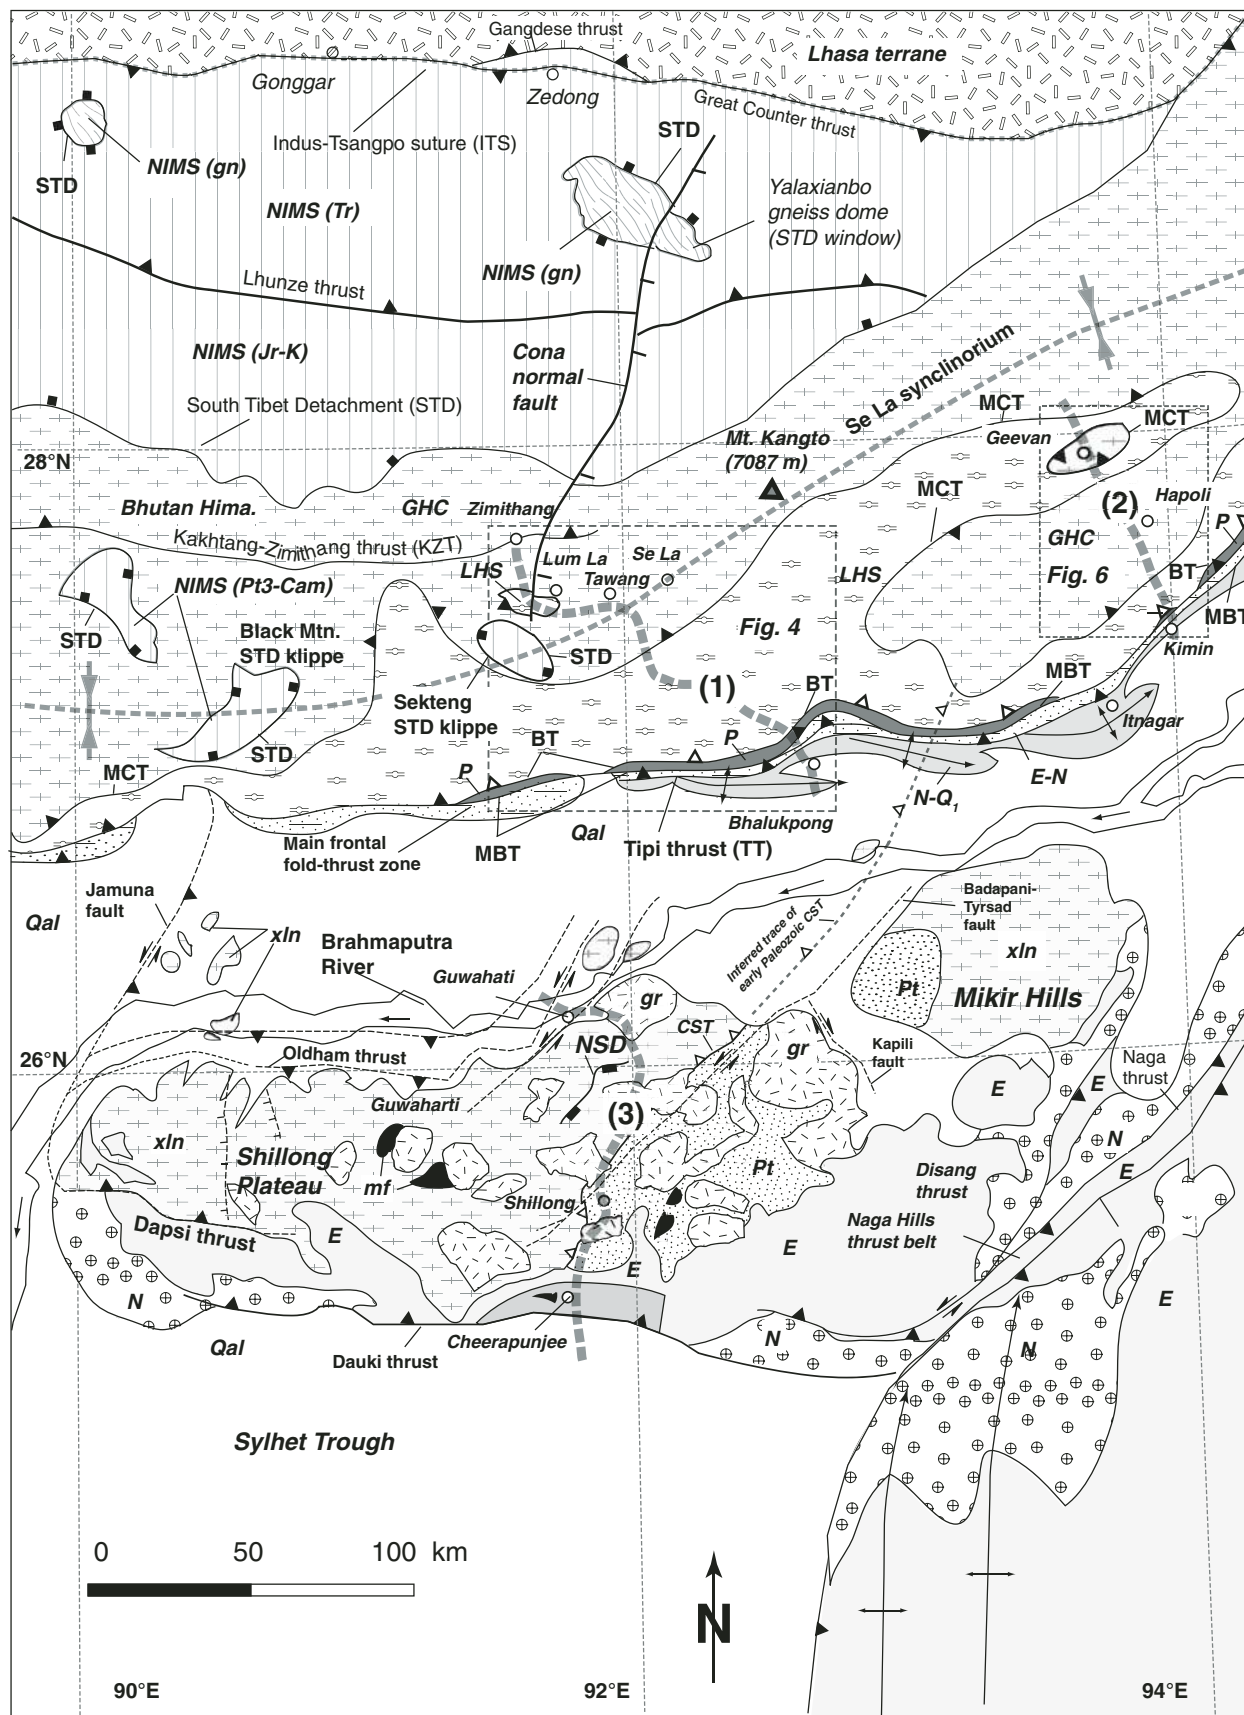 Gangdese thrust
Lhasa terrane
Gonggar
Zedong
Great Counter thrust
STD
Indus-Tsangpo suture (ITS)
NIMS (gn)
STD
NIMS (Tr)
Yalaxianbo
gneiss dome
(STD window)
NIMS (gn)
Lhunze thrust
NIMS (Jr-K)
Cona
normal
fault
Se La synclinorium
South Tibet Detachment (STD)
MCT
MCT
Geevan
Mt. Kangto
(7087 m)
28°N
MCT
Bhutan Hima.
GHC
Zimithang
(2)
Hapoli
P
GHC
Kakhtang-Zimithang thrust (KZT)
Lum La
Se La
LHS
Tawang
LHS
Fig. 6
BT
NIMS (Pt3-Cam)
MBT
STD
Black Mtn.
STD klippe
Fig. 4
Kimin
STD
(1)
BT
MBT
Sekteng
STD klippe
Itnagar
STD
BT
P
MCT
P
E-N
N-Q1
Bhalukpong
Qal
Main frontal
fold-thrust zone
MBT
Tipi thrust (TT)
Jamuna
fault
Badapani-
Tyrsad
fault
Qal
xln
Brahmaputra
River
Inferred trace of
early Paleozoic CST
xln
Guwahati
Pt
Mikir Hills
gr
CST
NSD
gr
Kapili
fault
26°N
Oldham thrust
Naga
thrust
E
E
Guwaharti
(3)
N
xln
Shillong
Plateau
mf
Pt
E
Disang
thrust
Shillong
Naga Hills
thrust belt
Dapsi thrust
E
E
E
E
N
N
N
Qal
Cheerapunjee
Dauki thrust
Sylhet Trough
0 50 100 km
N
90°E
92°E
94°E